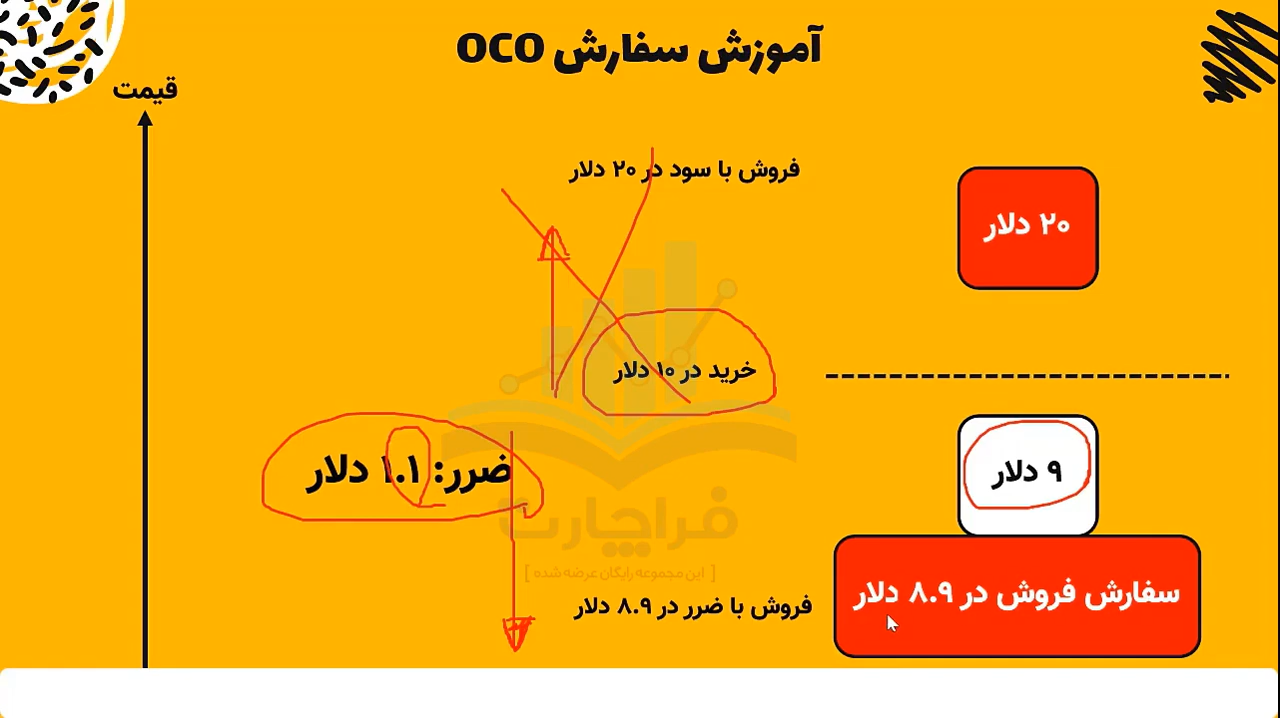 آموزش سفارش OCO
قیمت
فروش با سود در ۲۰ دلار
۲۰ دلار
خرید در ۱۰ دلار
ضرر: ۱.۱ دلار
۹ دلار
فراچارت
[ این مجموعه رایگان عرضه شده ]
فروش با ضرر در ۸.۹ دلار
سفارش فروش در ۸.۹ دلار